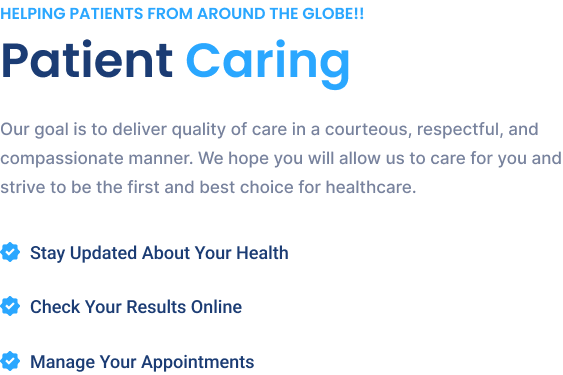 HELPING PATIENTS FROM AROUND THE GLOBE!!
Patient Caring
Our goal is to deliver quality of care in a courteous, respectful, and
compassionate manner. We hope you will allow us to care for you and
strive to be the first and best choice for healthcare.
Stay Updated About Your Health
Check Your Results Online
Manage Your Appointments